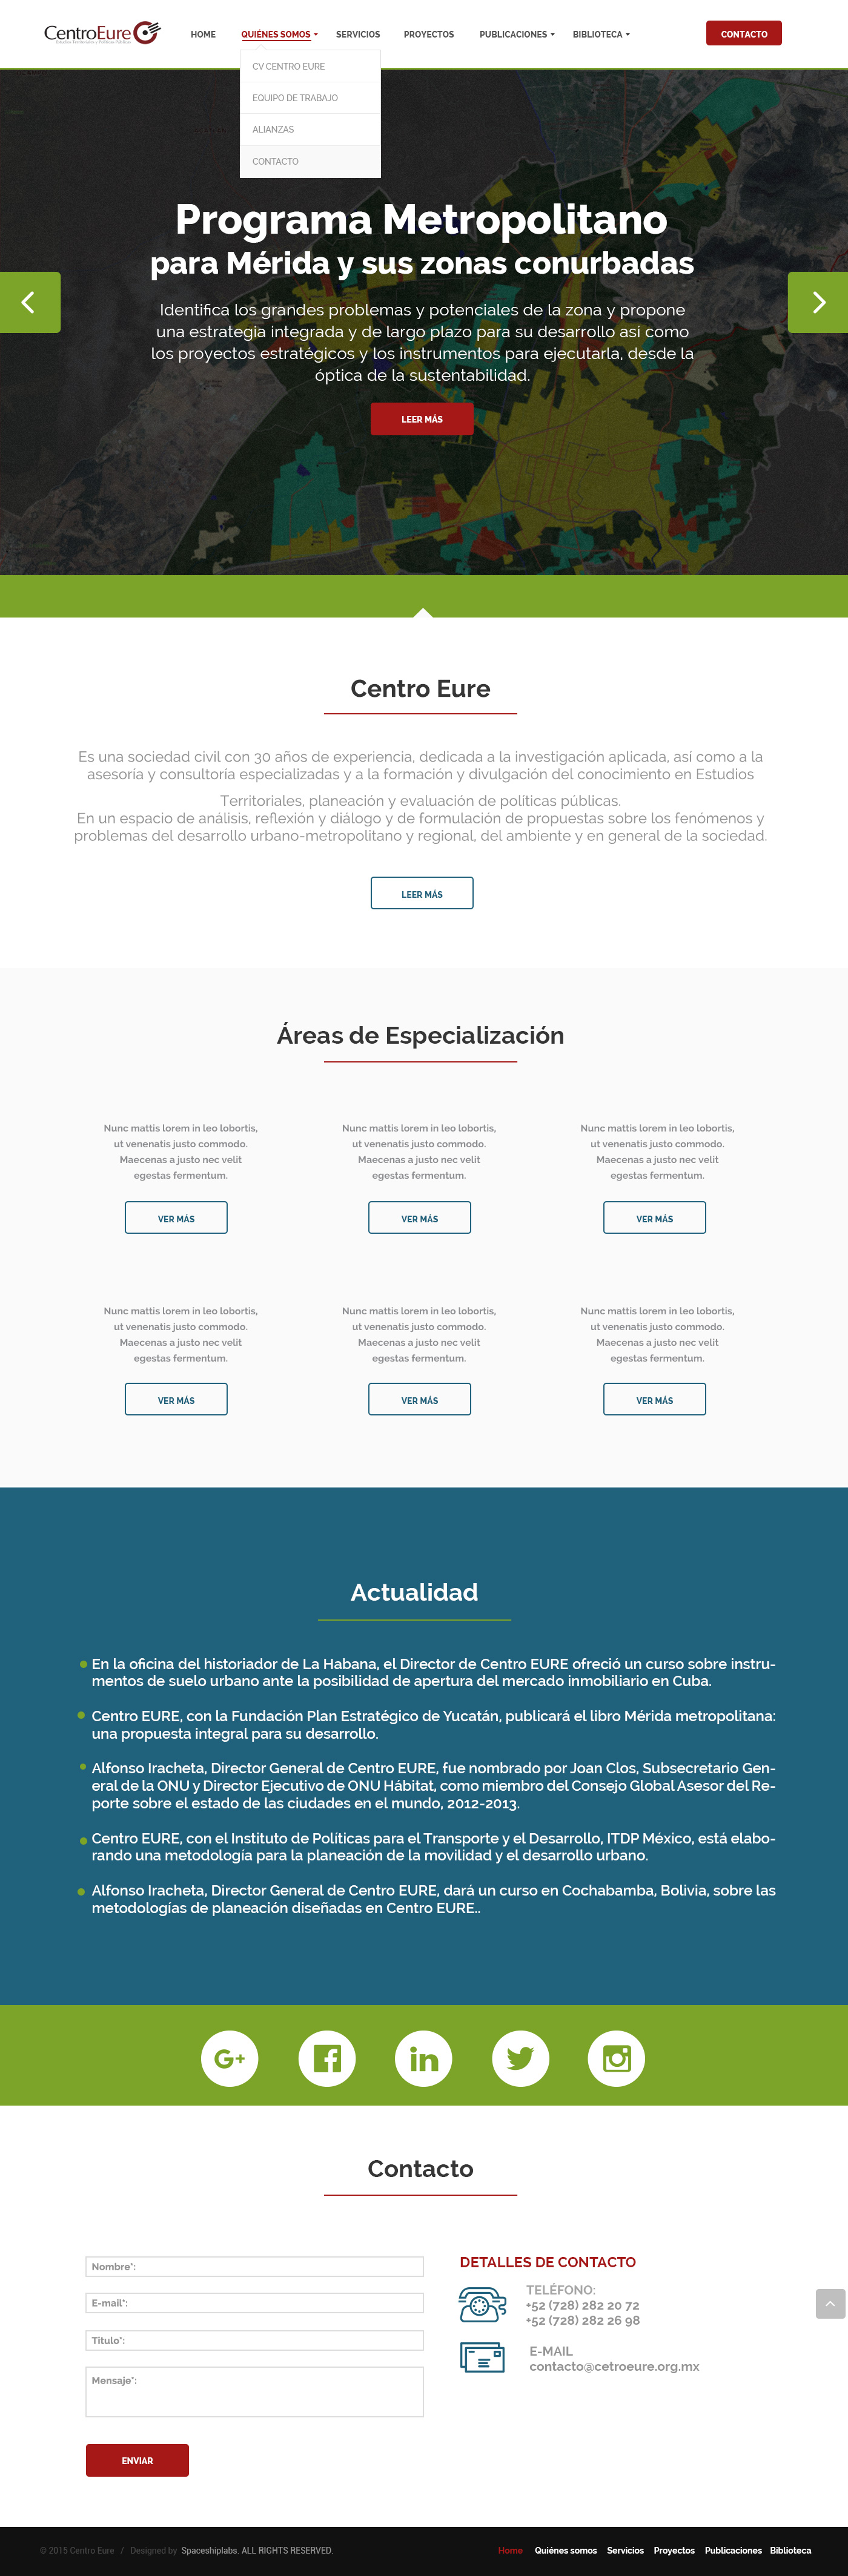 CentroEure
HOME QUIÉNES SOMOS SERVICIOS PROYECTOS PUBLICACIONES BIBLIOTECA CONTACTO
CV CENTRO EURE
EQUIPO DE TRABAJO
ALIANZAS
CONTACTO
Programa Metropolitano
para Mérida y sus zonas conurbadas
Identifica los grandes problemas y potenciales de la zona y propone
una estrategia integrada y de largo plazo para su desarrollo así como
los proyectos estratégicos y los instrumentos para ejecutarla, desde la
óptica de la sustentabilidad.
LEER MÁS
Centro Eure
Es una sociedad civil con 30 años de experiencia, dedicada a la investigación aplicada, así como a la
asesoría y consultoría especializadas y a la formación y divulgación del conocimiento en Estudios
Territoriales, planeación y evaluación de políticas públicas.
En un espacio de análisis, reflexión y diálogo y de formulación de propuestas sobre los fenómenos y
problemas del desarrollo urbano-metropolitano y regional, del ambiente y en general de la sociedad.
LEER MÁS
Áreas de Especialización
Nunc mattis lorem in leo lobortis,
ut venenatis justo commodo.
Maecenas a justo nec velit
egestas fermentum.
VER MÁS
Nunc mattis lorem in leo lobortis,
ut venenatis justo commodo.
Maecenas a justo nec velit
egestas fermentum.
VER MÁS
Nunc mattis lorem in leo lobortis,
ut venenatis justo commodo.
Maecenas a justo nec velit
egestas fermentum.
VER MÁS
Nunc mattis lorem in leo lobortis,
ut venenatis justo commodo.
Maecenas a justo nec velit
egestas fermentum.
VER MÁS
Nunc mattis lorem in leo lobortis,
ut venenatis justo commodo.
Maecenas a justo nec velit
egestas fermentum.
VER MÁS
Nunc mattis lorem in leo lobortis,
ut venenatis justo commodo.
Maecenas a justo nec velit
egestas fermentum.
VER MÁS
Actualidad
En la oficina del historiador de La Habana, el Director de Centro EURE ofreció un curso sobre instru-
mentos de suelo urbano ante la posibilidad de apertura del mercado inmobiliario en Cuba.
Centro EURE, con la Fundación Plan Estratégico de Yucatán, publicará el libro Mérida metropolitana:
una propuesta integral para su desarrollo.
Alfonso Iracheta, Director General de Centro EURE, fue nombrado por Joan Clos, Subsecretario Gen-
eral de la ONU y Director Ejecutivo de ONU Hábitat, como miembro del Consejo Global Asesor del Re-
porte sobre el estado de las ciudades en el mundo, 2012-2013.
Centro EURE, con el Instituto de Políticas para el Transporte y el Desarrollo, ITDP México, está elabo-
rando una metodología para la planeación de la movilidad y el desarrollo urbano.
Alfonso Iracheta, Director General de Centro EURE, dará un curso en Cochabamba, Bolivia, sobre las
metodologías de planeación diseñadas en Centro EURE..
G+ in
Contacto
Nombre*:
E-mail*:
Titulo*:
Mensaje*:
ENVIAR
DETALLES DE CONTACTO
TELÉFONO:
+52 (728) 282 20 72
+52 (728) 282 26 98
E-MAIL
contacto@cetroeure.org.mx
© 2015 Centro Eure / Designed by Spaceshiplabs. ALL RIGHTS RESERVED.
Home Quiénes somos Servicios Proyectos Publicaciones Biblioteca